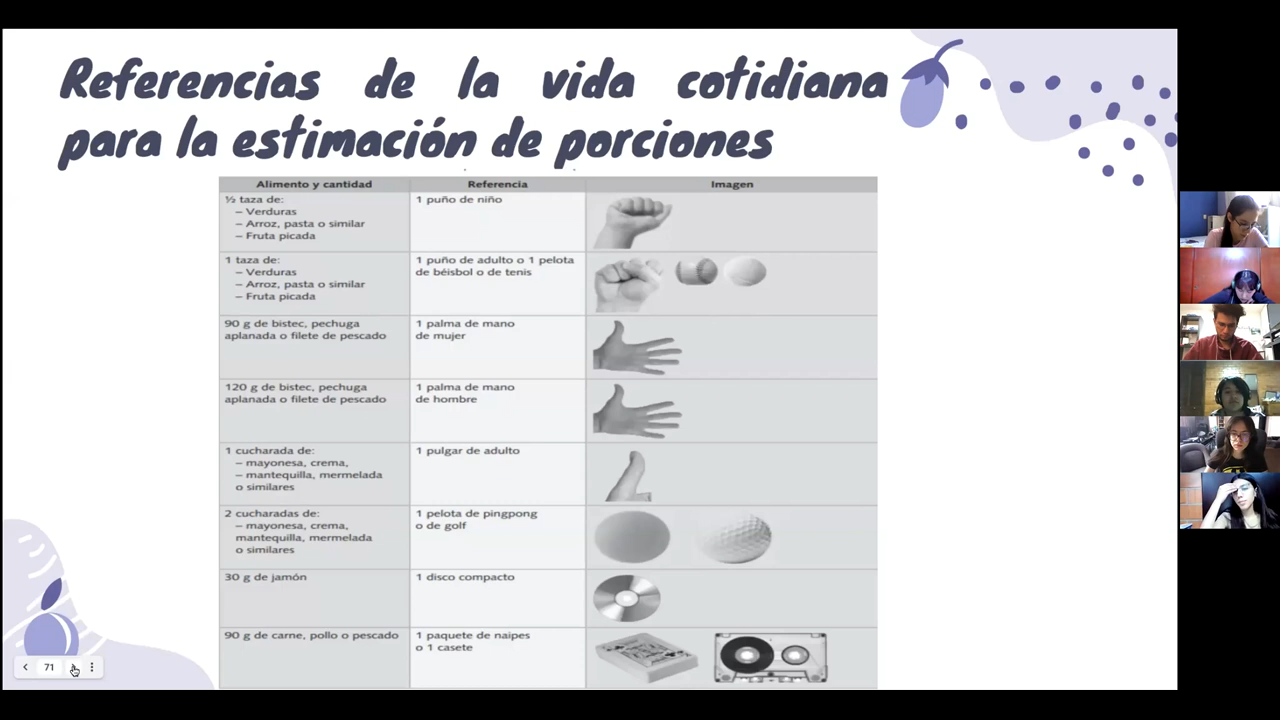 Referencias de la vida cotidiana
para la estimación de porciones
Alimento y cantidad
Referencia
Imagen
½ taza de:
– Verduras
– Arroz, pasta o similar
– Fruta picada
1 puño de niño
1 taza de:
– Verduras
– Arroz, pasta o similar
– Fruta picada
1 puño de adulto o 1 pelota
de béisbol o de tenis
90 g de bistec, pechuga
aplanada o filete de pescado
1 palma de mano
de mujer
120 g de bistec, pechuga
aplanada o filete de pescado
1 palma de mano
de hombre
1 cucharada de:
– mayonesa, crema,
– mantequilla, mermelada
o similares
1 pulgar de adulto
2 cucharadas de:
– mayonesa, crema,
mantequilla, mermelada
o similares
1 pelota de pingpong
o de golf
30 g de jamón
1 disco compacto
90 g de carne, pollo o pescado
1 paquete de naipes
o 1 casete
71